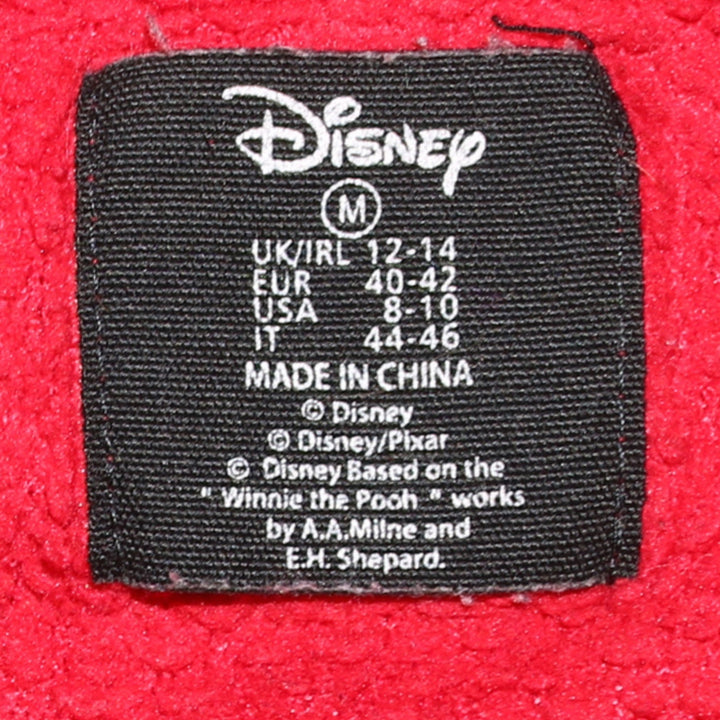 Disney
M
UK/IRL 12-14
EUR 40-42
USA 8-10
IT 44-46
MADE IN CHINA
© Disney
© Disney/Pixar
© Disney Based on the
" Winnie the Pooh " works
by A.A.Milne and
E.H. Shepard.